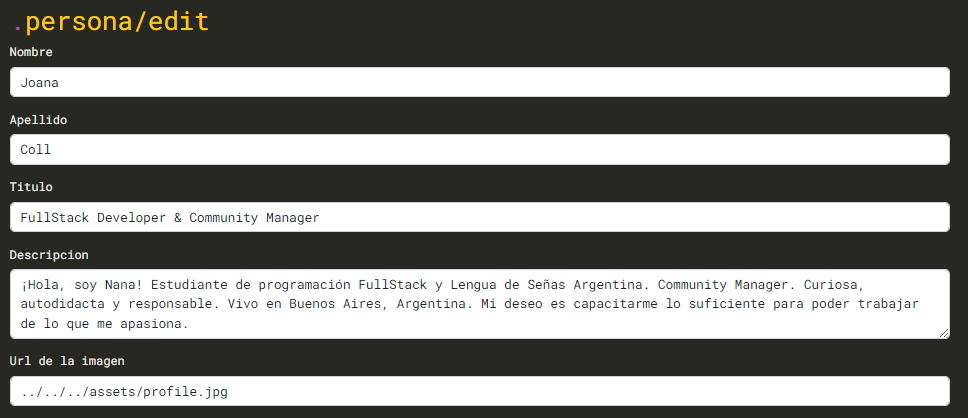 .persona/edit
Nombre
Joana
Apellido
Coll
Titulo
FullStack Developer & Community Manager
Descripcion
¡Hola, soy Nana! Estudiante de programación FullStack y Lengua de Señas Argentina. Community Manager. Curiosa,
autodidacta y responsable. Vivo en Buenos Aires, Argentina. Mi deseo es capacitarme lo suficiente para poder trabajar
de lo que me apasiona.
Url de la imagen
../../../assets/profile.jpg